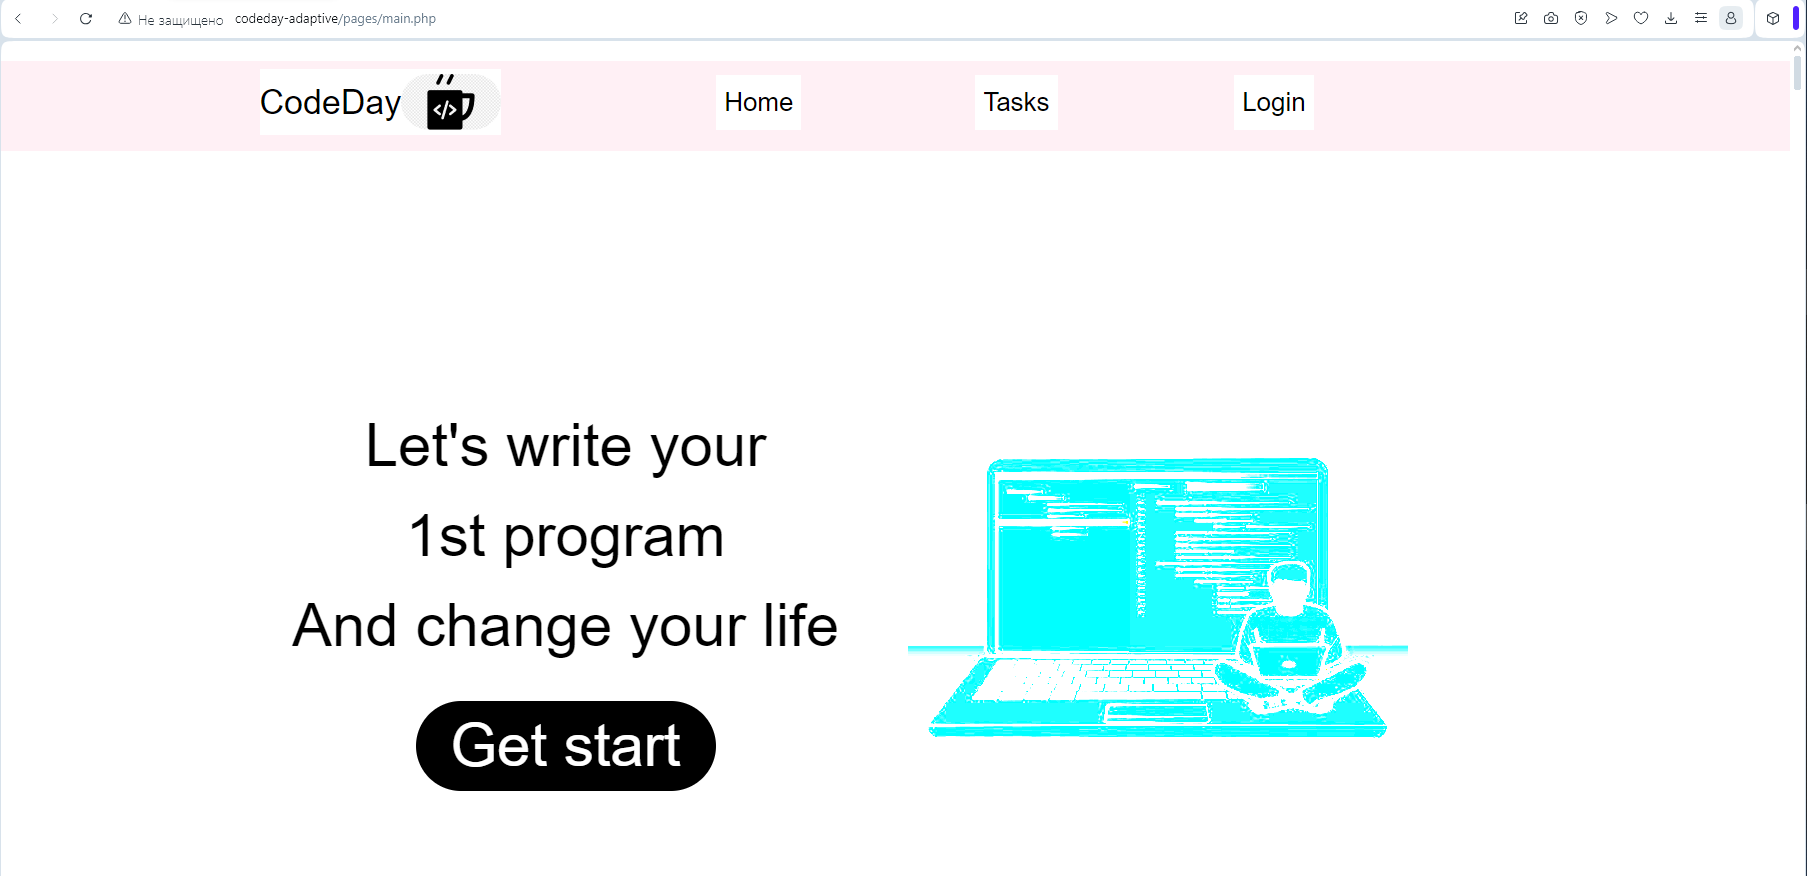 Не защищено codeday-adaptive/pages/main.php
CodeDay </> Home Tasks Login
Let's write your
1st program
And change your life
Get start